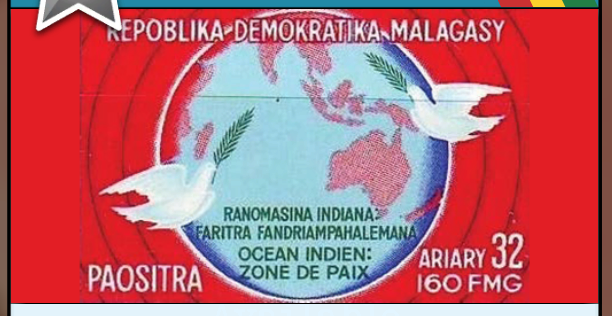 REPOBLIKA DEMOKRATIKA MALAGASY
RANOMASINA INDIANA:
FARITRA FANDRIAMPAHALEMANA
OCEAN INDIEN:
ZONE DE PAIX
PAOSITRA
ARIARY 32
160 FMG